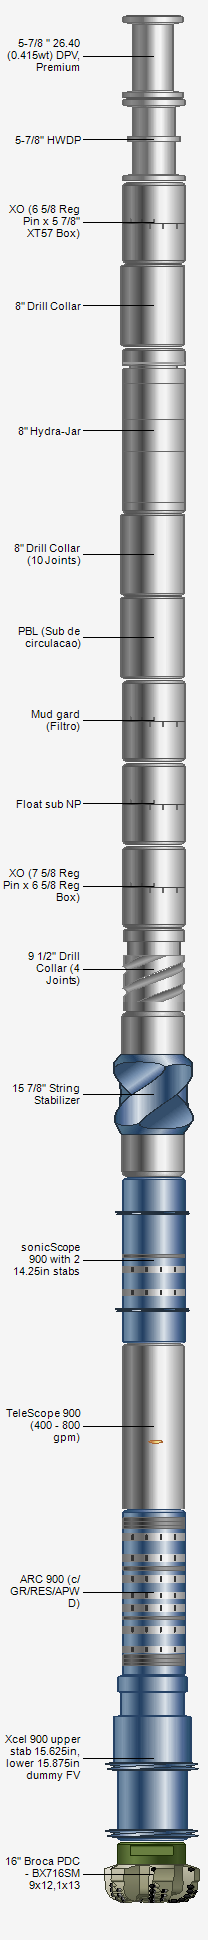 5-7/8 " 26.40
(0.415wt) DPV,
Premium
5-7/8" HWDP
XO (6 5/8 Reg
Pin x 5 7/8"
XT57 Box)
8" Drill Collar
8" Hydra-Jar
8" Drill Collar
(10 Joints)
PBL (Sub de
circulacao)
Mud gard
(Filtro)
Float sub NP
XO (7 5/8 Reg
Pin x 6 5/8 Reg
Box)
9 1/2" Drill
Collar (4
Joints)
15 7/8" String
Stabilizer
sonicScope
900 with 2
14.25in stabs
TeleScope 900
(400 - 800
gpm)
ARC 900 (c/
GR/RES/APW
D)
Xcel 900 upper
stab 15.625in,
lower 15.875in
dummy FV
16" Broca PDC
- BX716SM
9x12,1x13